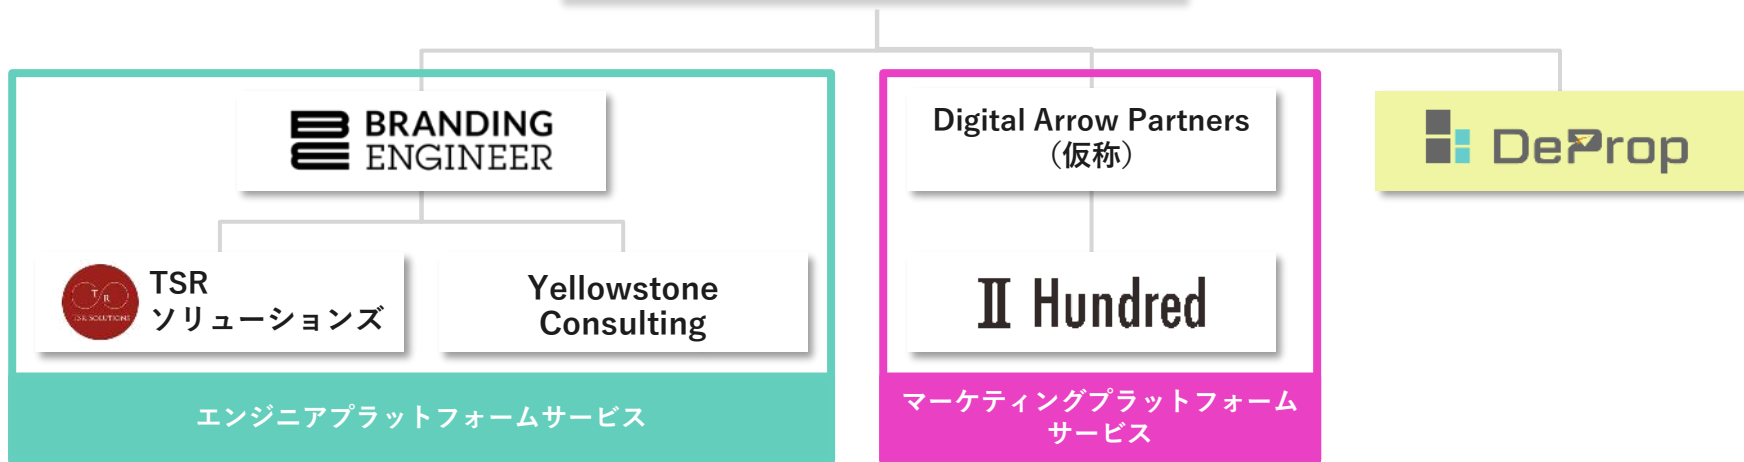 BRANDING
ENGINEER
Digital Arrow Partners
（仮称）
DeProp
TSR
ソリューションズ
T R
TSR SOLUTIONS
Yellowstone
Consulting
II Hundred
エンジニアプラットフォームサービス
マーケティングプラットフォーム
サービス